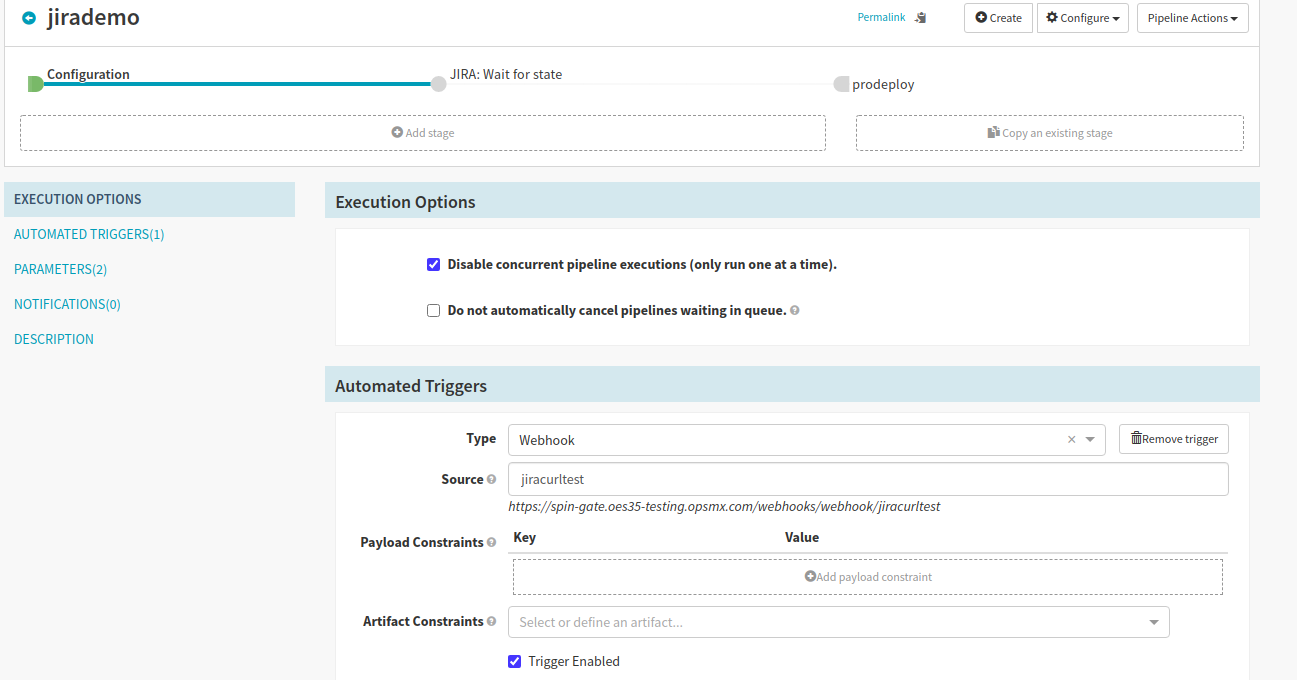 jirademo
Permalink
Create
Configure
Pipeline Actions
Configuration
JIRA: Wait for state
prodeploy
Add stage
Copy an existing stage
EXECUTION OPTIONS
AUTOMATED TRIGGERS(1)
PARAMETERS(2)
NOTIFICATIONS(0)
DESCRIPTION
Execution Options
Disable concurrent pipeline executions (only run one at a time).
Do not automatically cancel pipelines waiting in queue.
Automated Triggers
Type
Webhook
Remove trigger
Source
jiracurltest
https://spin-gate.oes35-testing.opsmx.com/webhooks/webhook/jiracurltest
Payload Constraints
Key Value
Add payload constraint
Artifact Constraints
Select or define an artifact...
Trigger Enabled